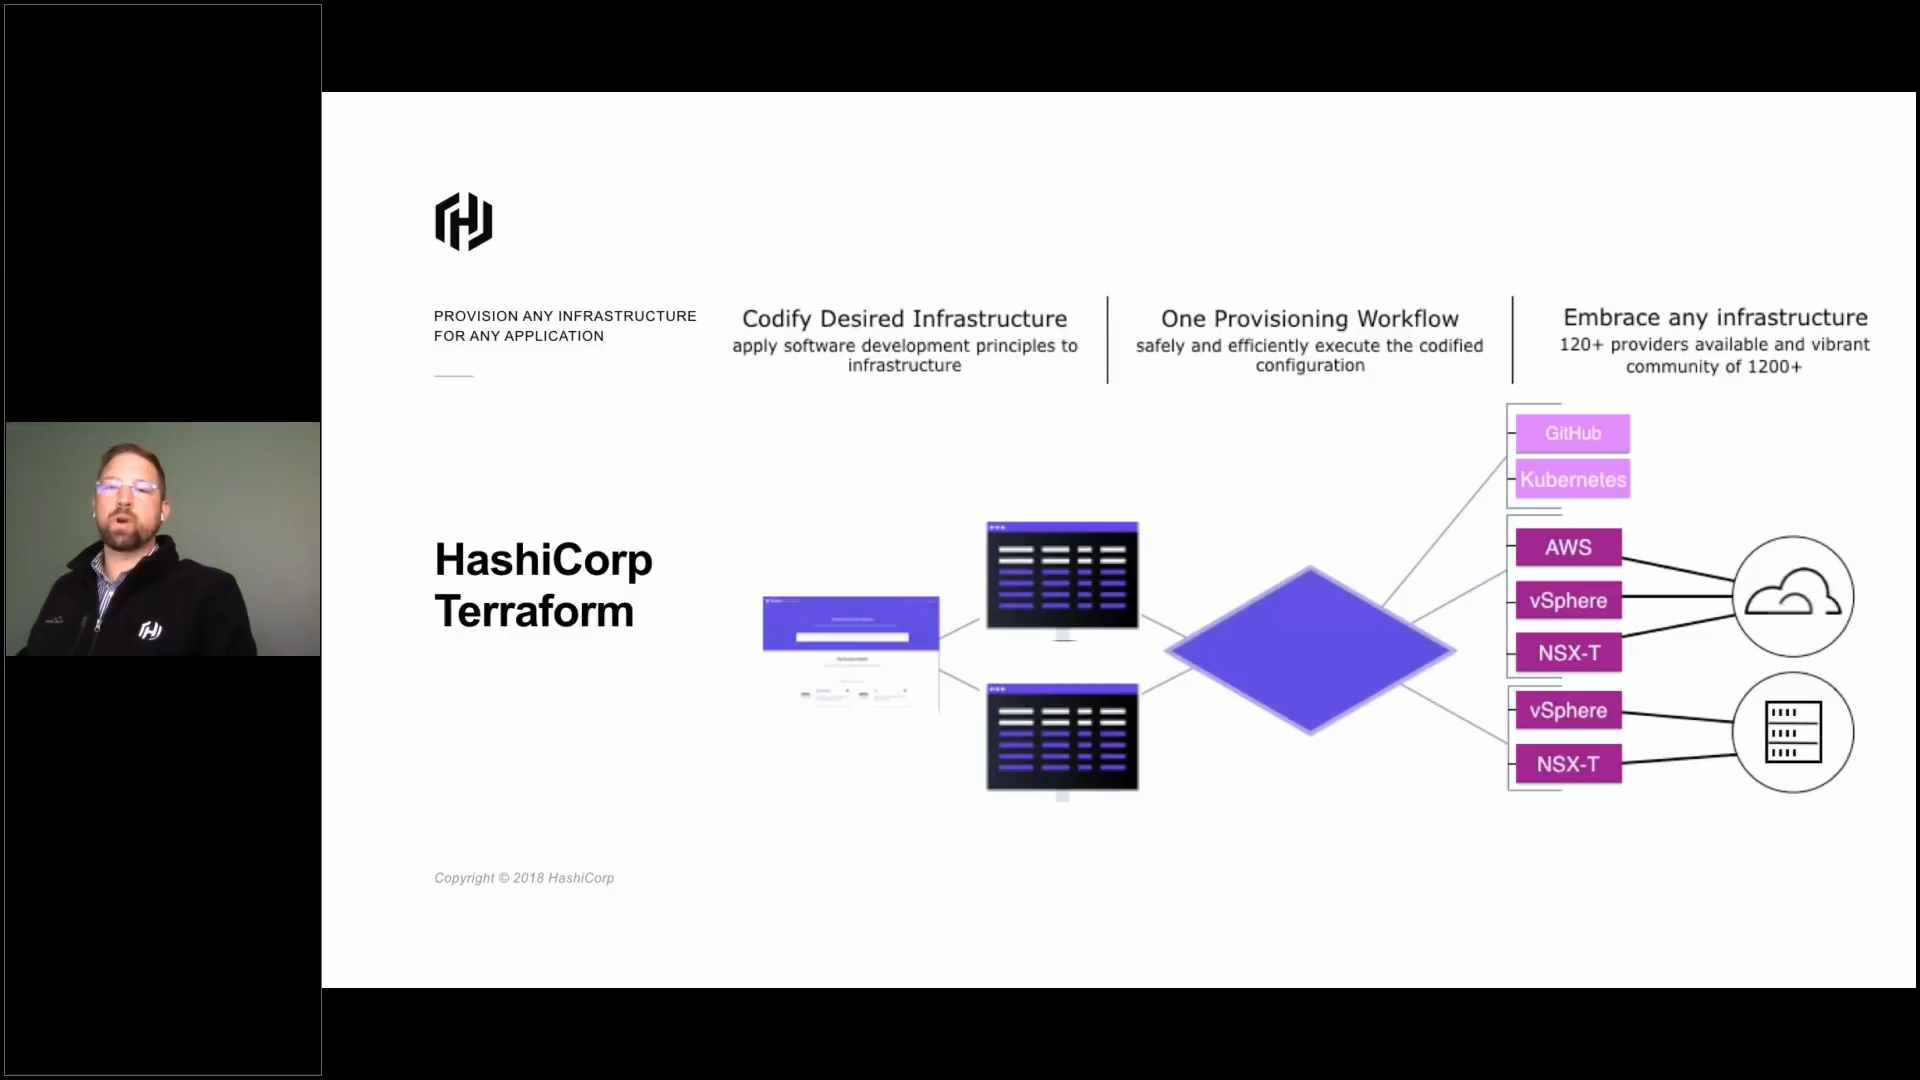 PROVISION ANY INFRASTRUCTURE
FOR ANY APPLICATION
HashiCorp
Terraform
Copyright © 2018 HashiCorp
Codify Desired Infrastructure
apply software development principles to
infrastructure
One Provisioning Workflow
safely and efficiently execute the codified
configuration
Embrace any infrastructure
120+ providers available and vibrant
community of 1200+
GitHub
Kubernetes
AWS
vSphere
NSX-T
vSphere
NSX-T